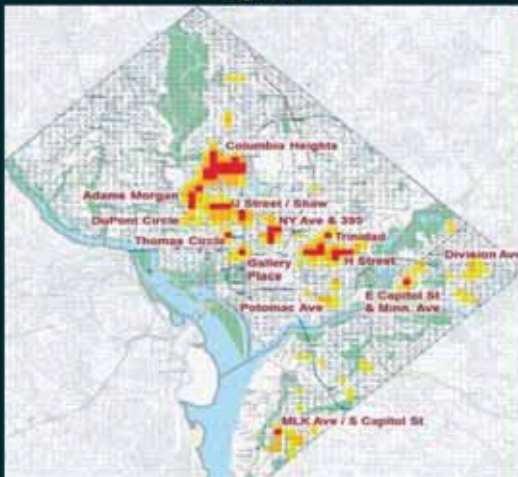 Columbia Heights
Adams Morgan
U Street / Shaw
DuPont Circle
NY Ave & 395
Thomas Circle
Trinidad
Division Ave
H Street
Gallery
Place
E Capitol St
& Minn. Ave
Potomac Ave
MLK Ave / S Capitol St